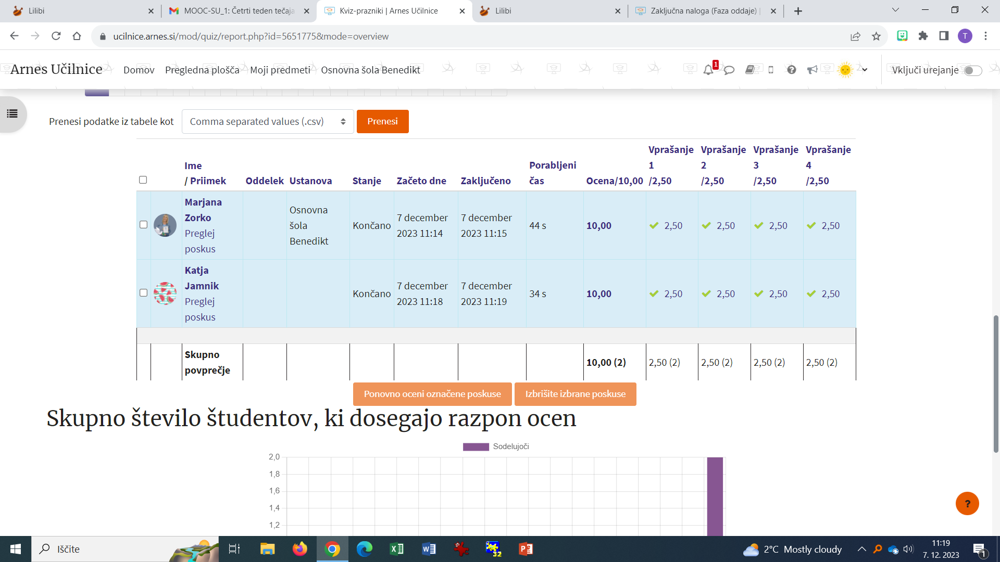 Lilibi
MOOC-SU_1: Četrti teden tečaja
Kviz-prazniki | Arnes Učilnice
Lilibi
Zaključna naloga (Faza oddaje) |
ucilnice.arnes.si/mod/quiz/report.php?id=5651775&mode=overview
T
Arnes Učilnice
Domov
Pregledna plošča
Moji predmeti
Osnovna šola Benedikt
1
Vključi urejanje
Prenesi podatke iz tabele kot
Comma separated values (.csv)
Prenesi
Ime
/ Priimek
Oddelek
Ustanova
Stanje
Začeto dne
Zaključeno
Porabljeni
čas
Ocena/10,00
Vprašanje
1
/2,50
Vprašanje
2
/2,50
Vprašanje
3
/2,50
Vprašanje
4
/2,50
Marjana
Zorko
Preglej
poskus
Osnovna
šola
Benedikt
Končano
7 december
2023 11:14
7 december
2023 11:15
44 s
10,00
2,50
2,50
2,50
2,50
Katja
Jamnik
Preglej
poskus
Končano
7 december
2023 11:18
7 december
2023 11:19
34 s
10,00
2,50
2,50
2,50
2,50
Skupno
povprečje
10,00 (2)
2,50 (2)
2,50 (2)
2,50 (2)
2,50 (2)
Ponovno oceni označene poskuse
Izbrišite izbrane poskuse
Skupno število študentov, ki dosegajo razpon ocen
Sodelujoči
2,0
1,8
1,6
1,4
1,2
?
Iščite
32
2°C Mostly cloudy
11:19
7. 12. 2023
1